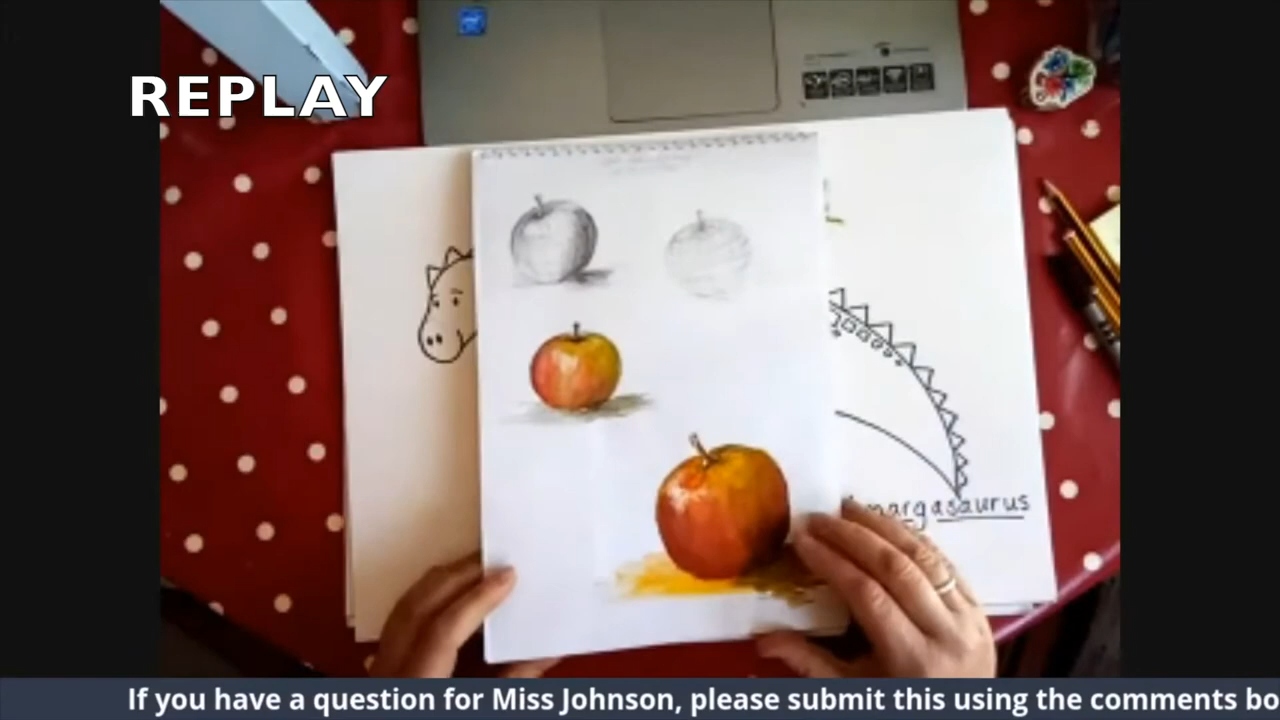 REPLAY
margasaurus
If you have a question for Miss Johnson, please submit this using the comments bo